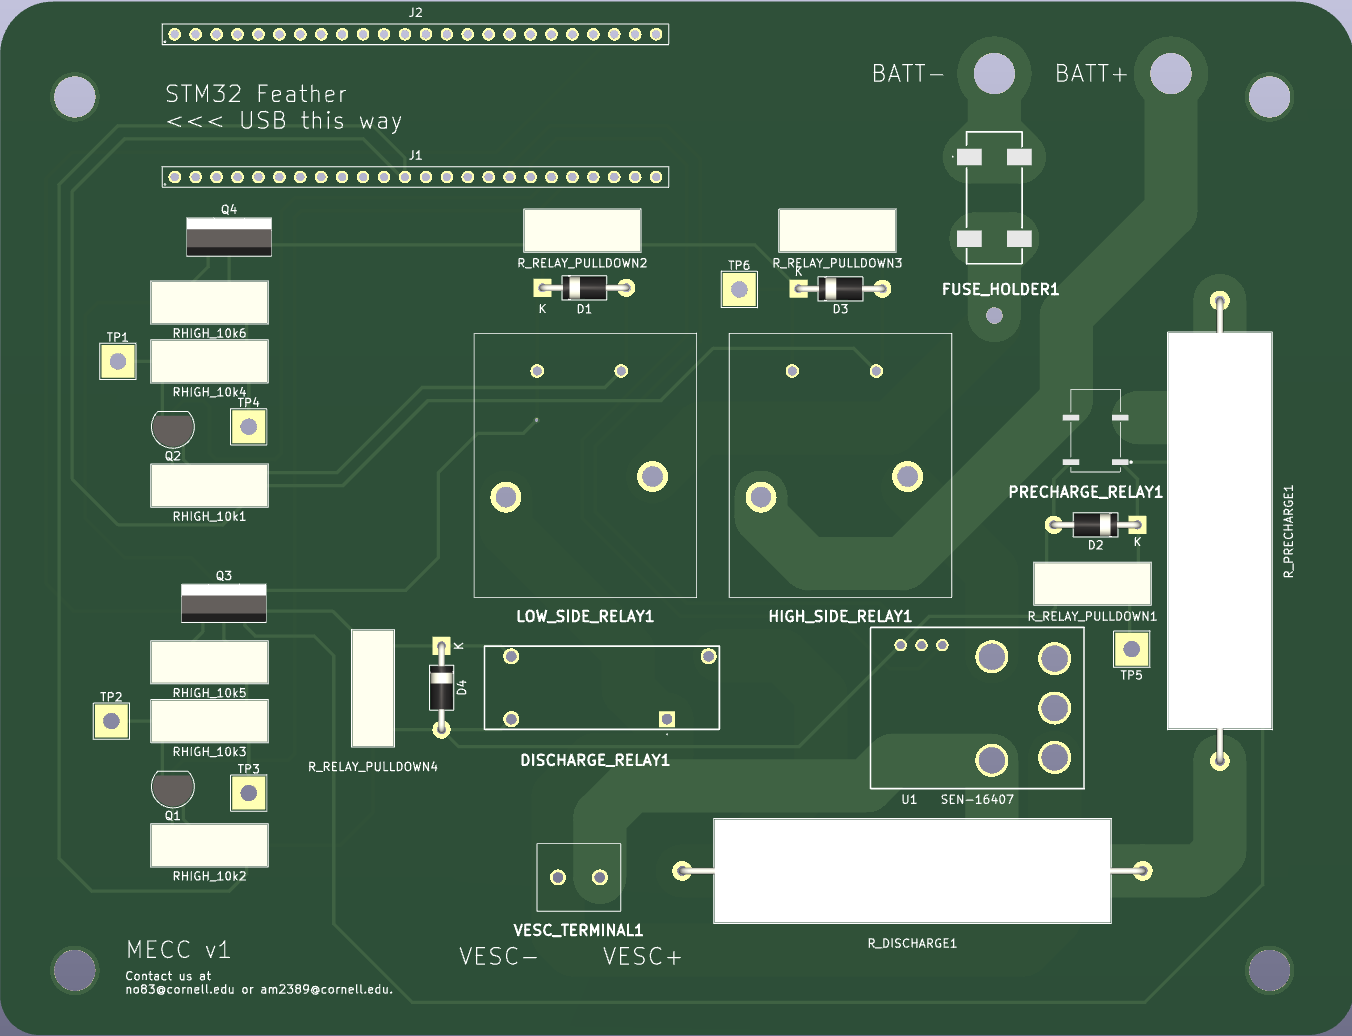 J2
BATT-
BATT+
STM32 Feather
<<< USB this way
J1
Q4
R_RELAY_PULLDOWN2
R_RELAY_PULLDOWN3
TP6
K
K
D1
D3
FUSE_HOLDER1
RHIGH_10k6
TP1
RHIGH_10k4
TP4
Q2
RHIGH_10k1
PRECHARGE_RELAY1
R_PRECHARGE1
D2
K
Q3
LOW_SIDE_RELAY1
HIGH_SIDE_RELAY1
R_RELAY_PULLDOWN1
K
D4
TP5
RHIGH_10k5
TP2
RHIGH_10k3
R_RELAY_PULLDOWN4
DISCHARGE_RELAY1
TP3
U1
SEN-16407
Q1
RHIGH_10k2
VESC_TERMINAL1
R_DISCHARGE1
VESC-
VESC+
MECC v1
Contact us at
no83@cornell.edu or am2389@cornell.edu.